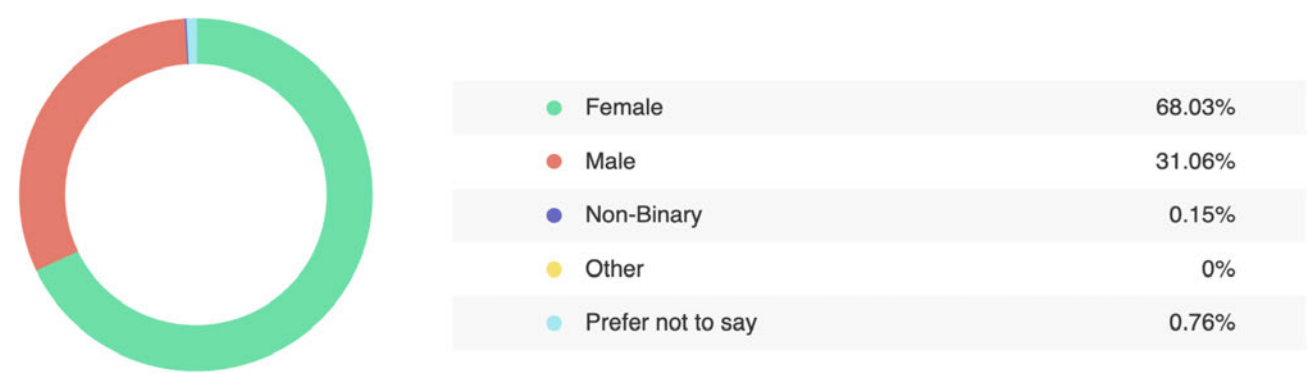 Female 68.03%
Male 31.06%
Non-Binary 0.15%
Other 0%
Prefer not to say 0.76%